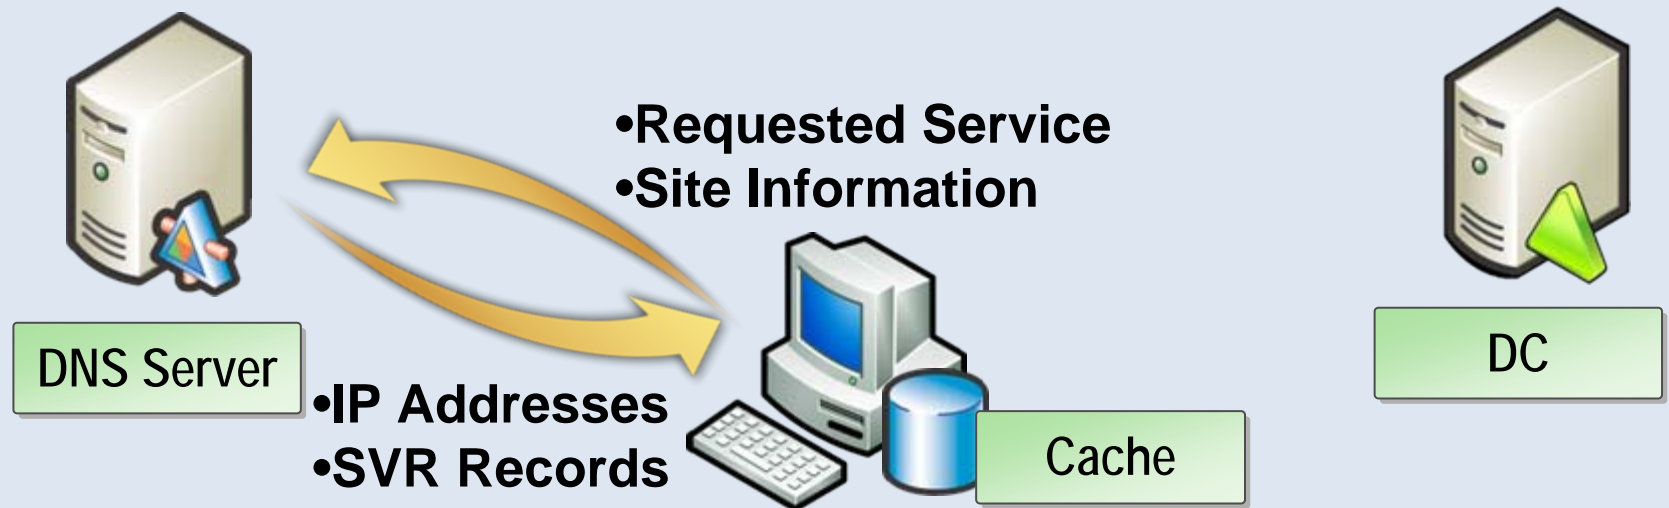 •Requested Service
•Site Information
DNS Server
DC
•IP Addresses
•SVR Records
Cache